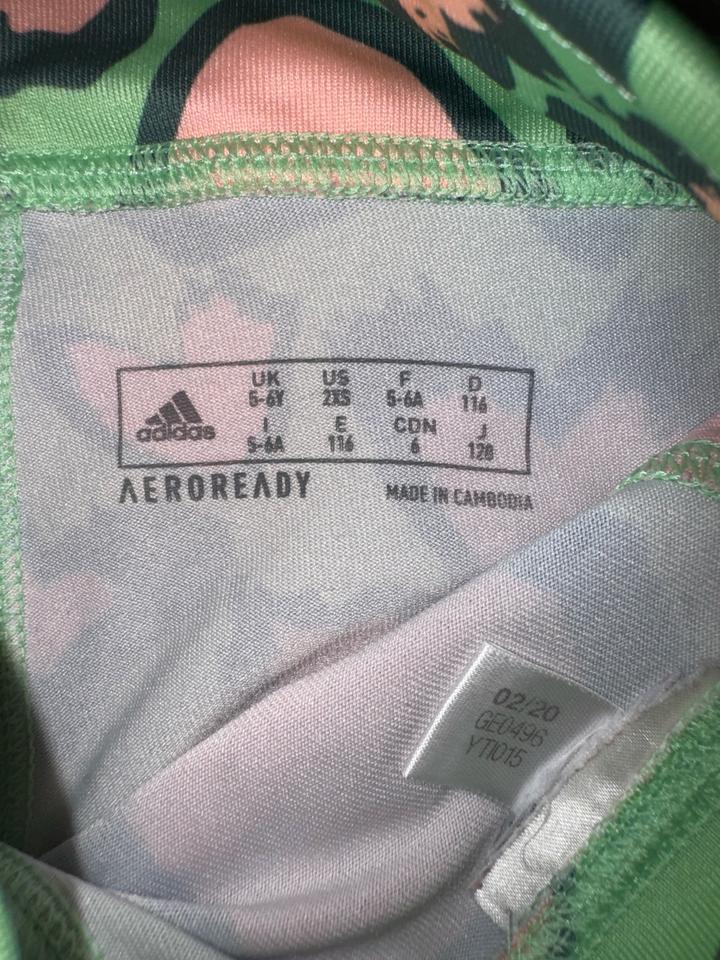 UK US F D
5-6Y 2XS 5-6A 116
adidas
I E CDN J
5-6A 116 6 128
AEROREADY MADE IN CAMBODIA
02/20
GE0496
YTI015